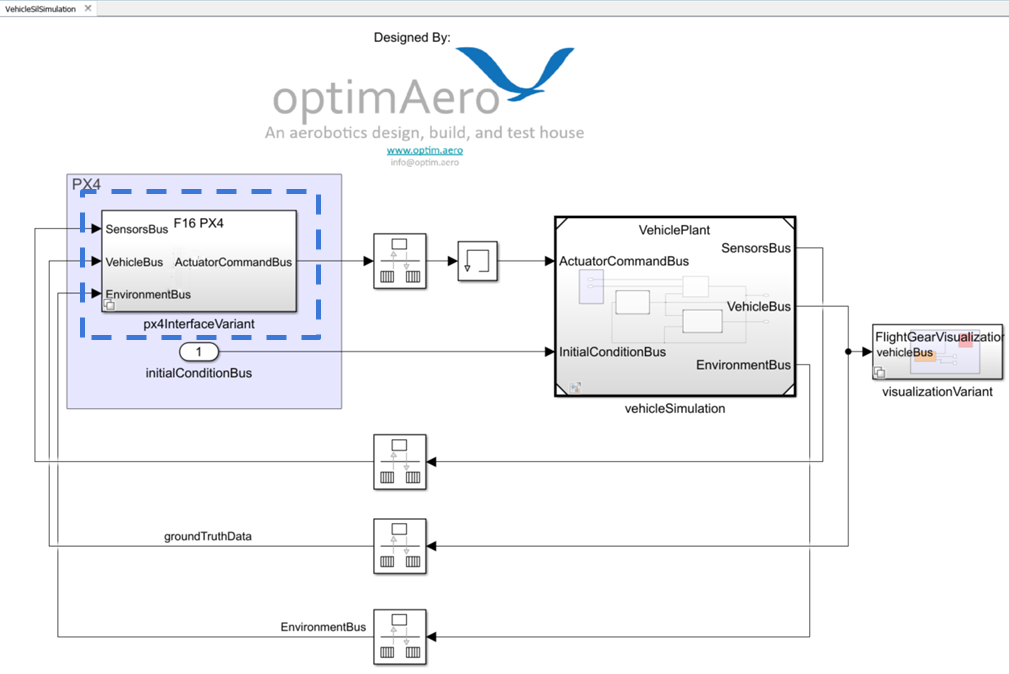 VehicleSilSimulation
Designed By:
optimAero
An aerobotics design, build, and test house
www.optim.aero
info@optim.aero
PX4
F16 PX4
SensorsBus
VehicleBus
ActuatorCommandBus
EnvironmentBus
px4InterfaceVariant
1
initialConditionBus
VehiclePlant
SensorsBus
ActuatorCommandBus
VehicleBus
InitialConditionBus
EnvironmentBus
vehicleSimulation
FlightGearVisualization
vehicleBus
visualizationVariant
groundTruthData
EnvironmentBus